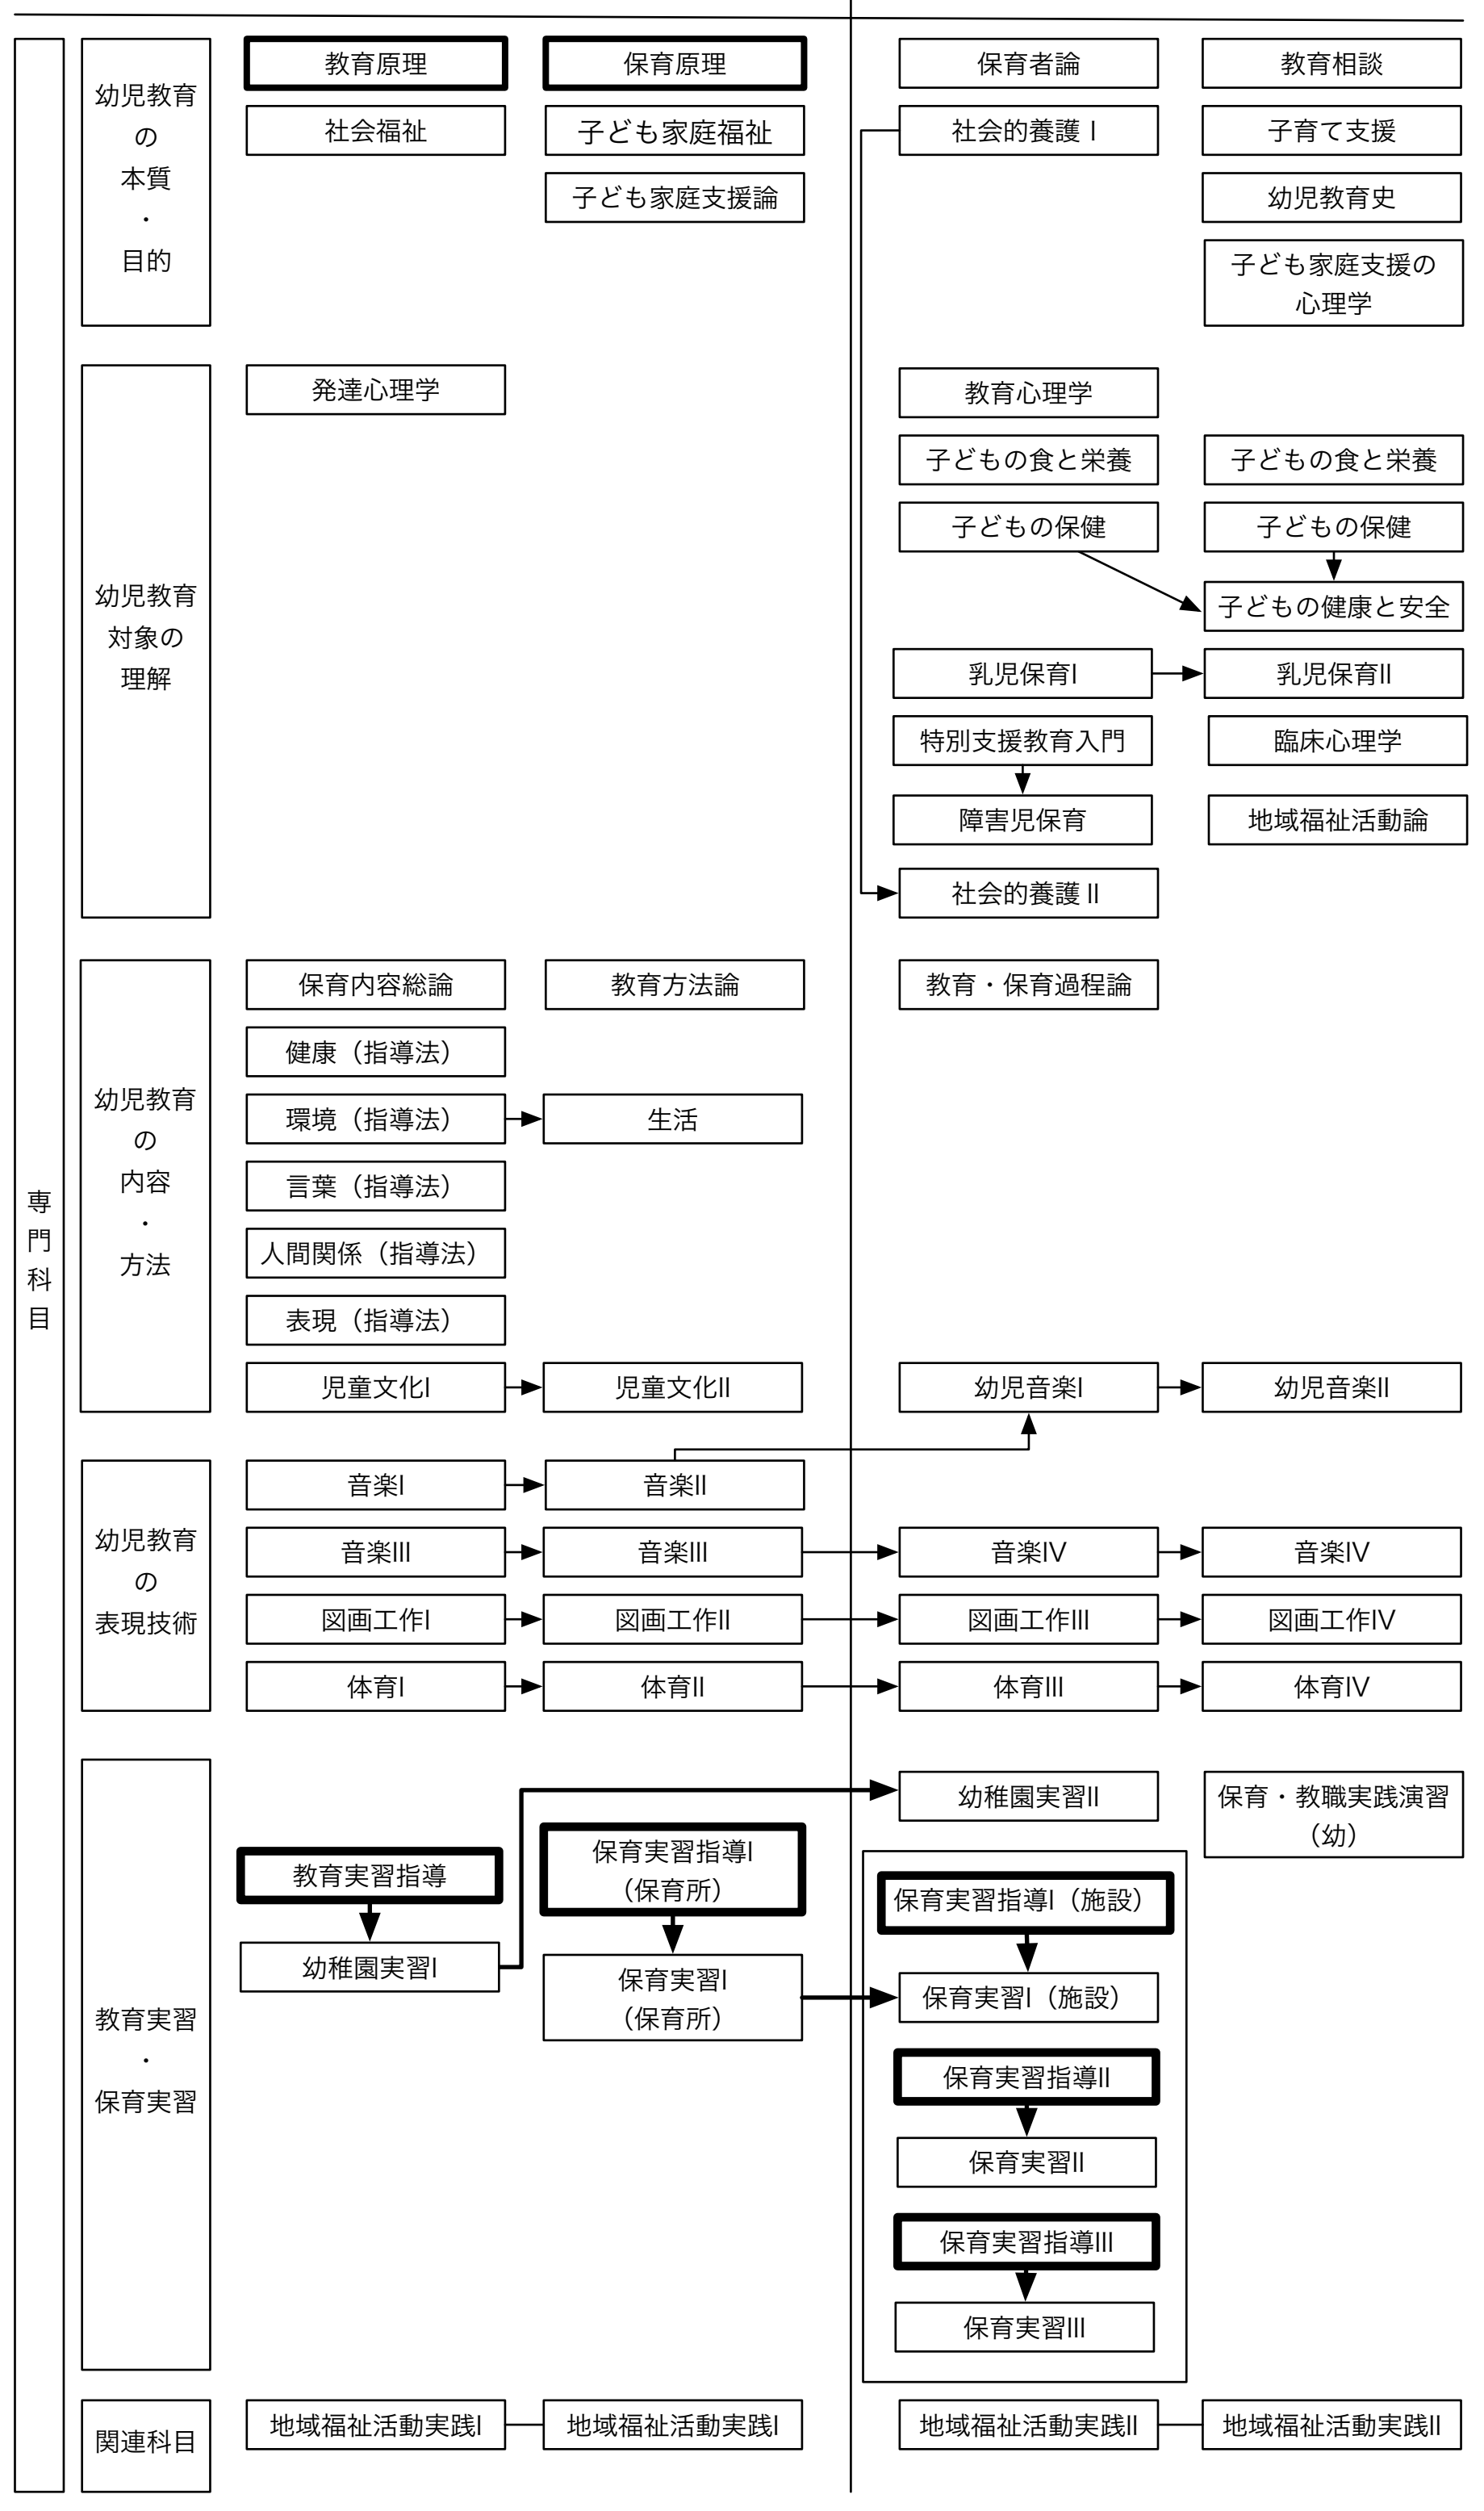 専門科目
幼児教育
の
本質
・
目的
教育原理
保育原理
保育者論
教育相談
社会福祉
子ども家庭福祉
社会的養護Ⅰ
子育て支援
子ども家庭支援論
幼児教育史
子ども家庭支援の
心理学
幼児教育
対象の
理解
発達心理学
教育心理学
子どもの食と栄養
子どもの食と栄養
子どもの保健
子どもの保健
子どもの健康と安全
乳児保育Ⅰ
乳児保育Ⅱ
特別支援教育入門
臨床心理学
障害児保育
地域福祉活動論
社会的養護Ⅱ
幼児教育
の
内容
・
方法
保育内容総論
教育方法論
教育・保育過程論
健康（指導法）
環境（指導法）
生活
言葉（指導法）
人間関係（指導法）
表現（指導法）
児童文化Ⅰ
児童文化Ⅱ
幼児音楽Ⅰ
幼児音楽Ⅱ
幼児教育
の
表現技術
音楽Ⅰ
音楽Ⅱ
音楽Ⅲ
音楽Ⅲ
音楽Ⅳ
音楽Ⅳ
図画工作Ⅰ
図画工作Ⅱ
図画工作Ⅲ
図画工作Ⅳ
体育Ⅰ
体育Ⅱ
体育Ⅲ
体育Ⅳ
教育実習
・
保育実習
幼稚園実習Ⅱ
保育・教職実践演習
（幼）
教育実習指導
保育実習指導Ⅰ
（保育所）
保育実習指導Ⅰ（施設）
幼稚園実習Ⅰ
保育実習Ⅰ
（保育所）
保育実習Ⅰ（施設）
保育実習指導Ⅱ
保育実習Ⅱ
保育実習指導Ⅲ
保育実習Ⅲ
関連科目
地域福祉活動実践Ⅰ
地域福祉活動実践Ⅰ
地域福祉活動実践Ⅱ
地域福祉活動実践Ⅱ